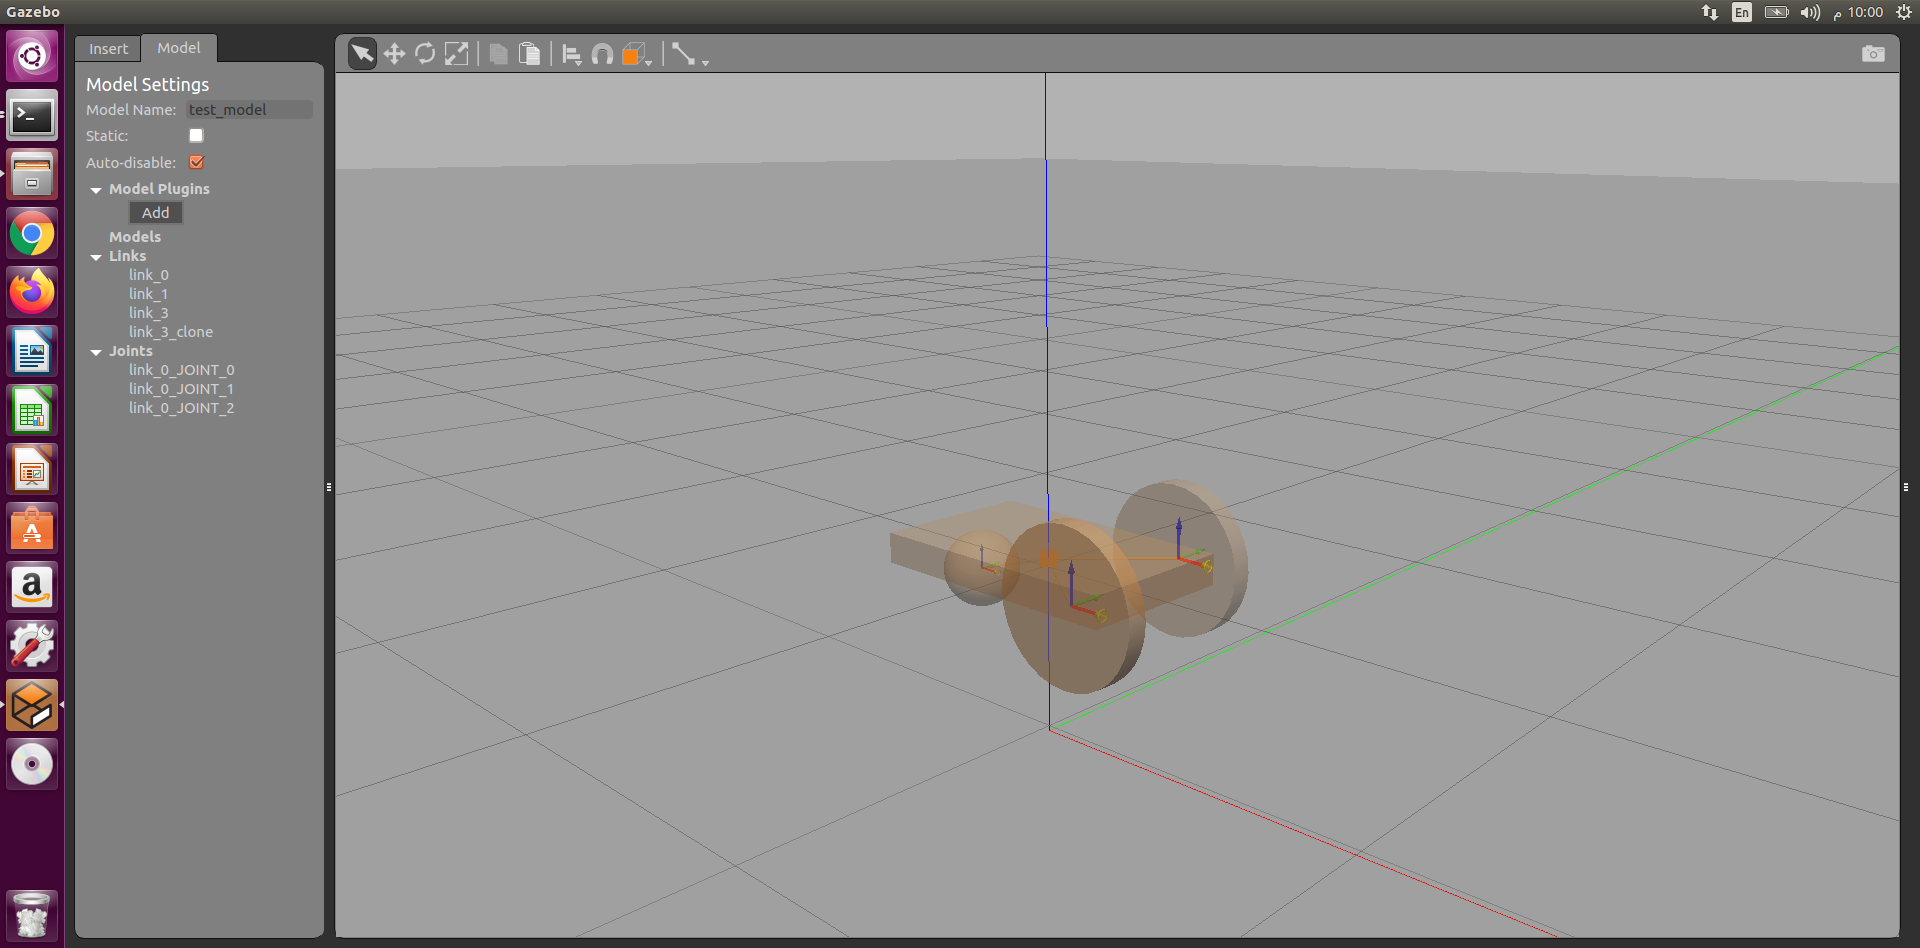 Gazebo
En
م 10:00
Insert
Model
Model Settings
Model Name: test_model
Static:
Auto-disable:
Model Plugins
Add
Models
Links
link_0
link_1
link_3
link_3_clone
Joints
link_0_JOINT_0
link_0_JOINT_1
link_0_JOINT_2